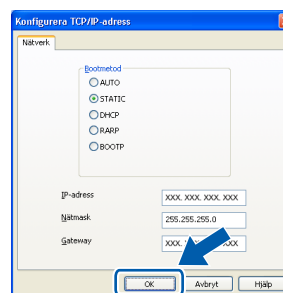 Konfigurera TCP/IP-adress
Nätverk
Bootmetod
AUTO
STATIC
DHCP
RARP
BOOTP
IP-adress XXX. XXX. XXX. XXX
Nätmask 255.255.255.0
Gateway XXX.
OK Avbryt Hjälp